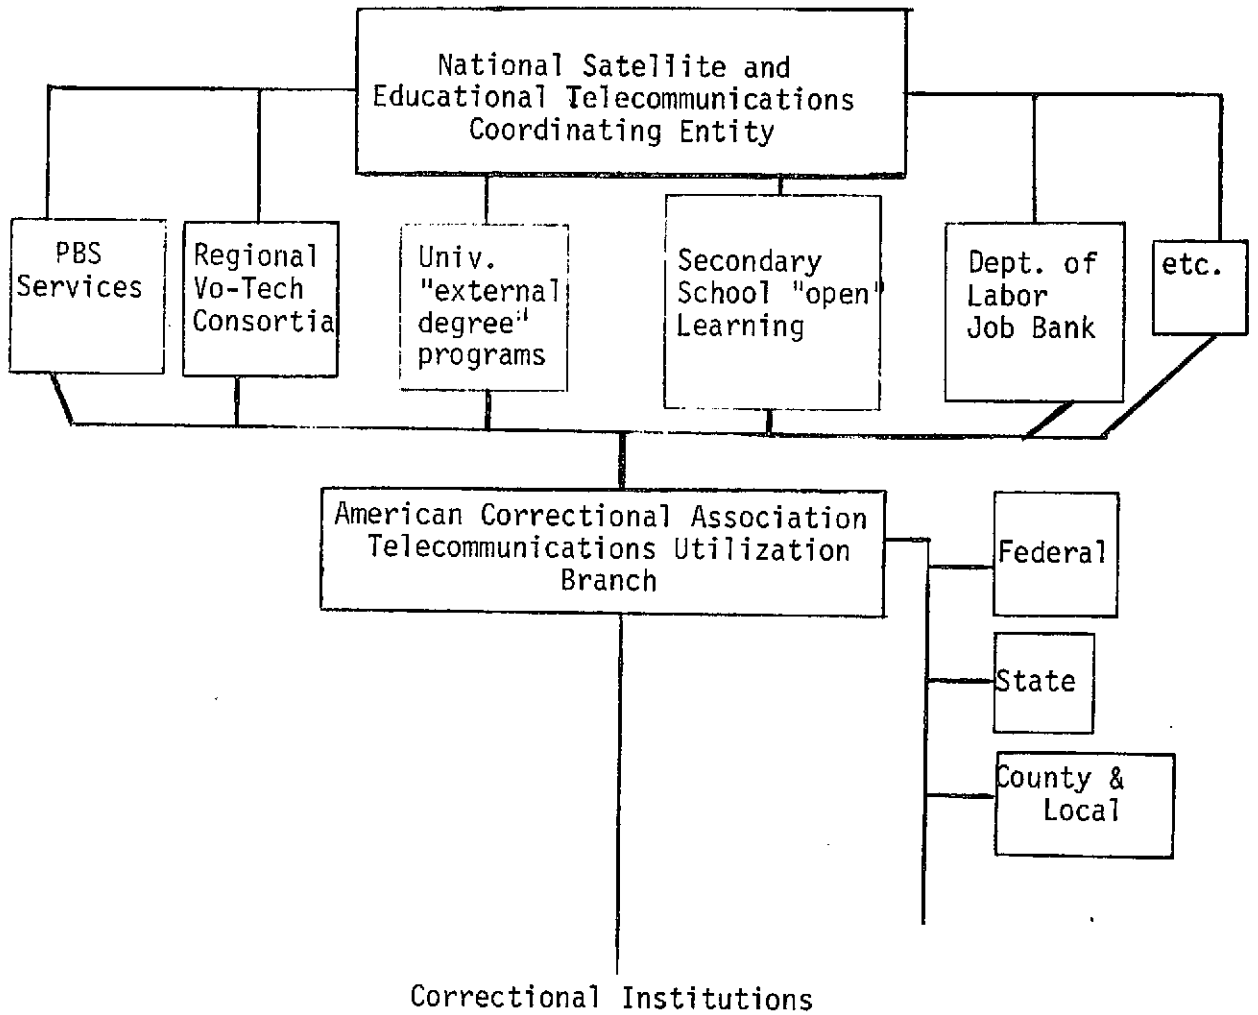 National Satellite and
Educational Telecommunications
Coordinating Entity
PBS
Services
Regional
Vo-Tech
Consortia
Univ.
"external
degree"
programs
Secondary
School "open"
Learning
Dept. of
Labor
Job Bank
etc.
American Correctional Association
Telecommunications Utilization
Branch
Federal
State
County &
Local
Correctional Institutions